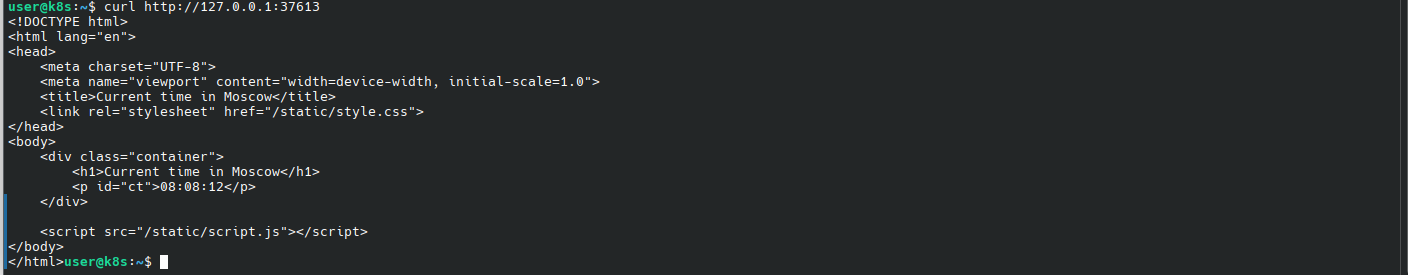 user@k8s:~$ curl http://127.0.0.1:37613
<!DOCTYPE html>
<html lang="en">
<head>
    <meta charset="UTF-8">
    <meta name="viewport" content="width=device-width, initial-scale=1.0">
    <title>Current time in Moscow</title>
    <link rel="stylesheet" href="/static/style.css">
</head>
<body>
    <div class="container">
        <h1>Current time in Moscow</h1>
        <p id="ct">08:08:12</p>
    </div>

    <script src="/static/script.js"></script>
</body>
</html>user@k8s:~$